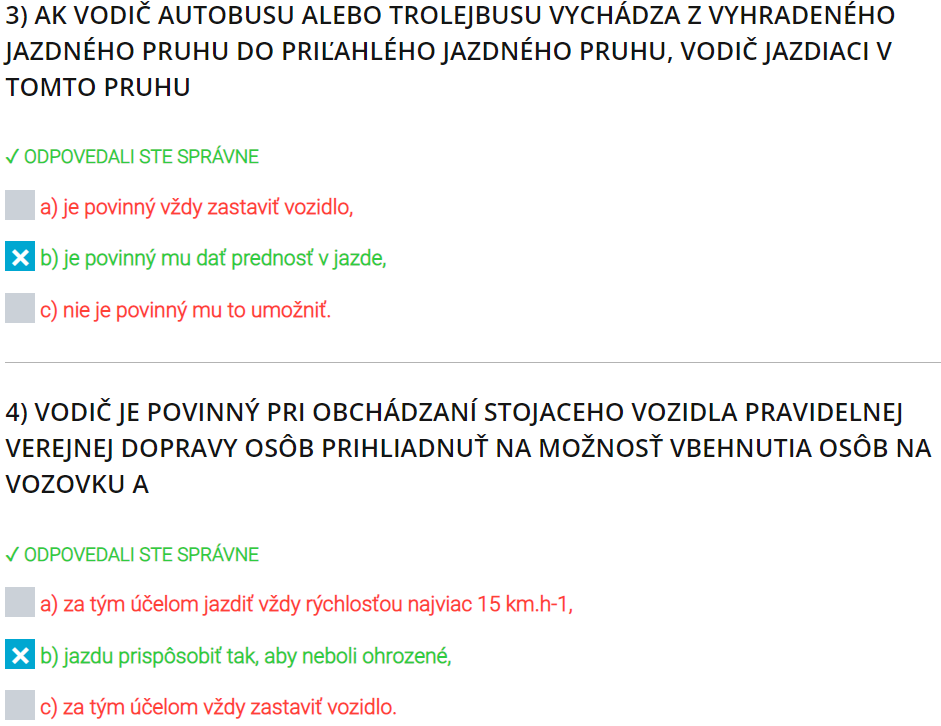 3) AK VODIČ AUTOBUSU ALEBO TROLEJBUSU VYCHÁDZA Z VYHRADENÉHO
JAZDNÉHO PRUHU DO PRIĽAHLÉHO JAZDNÉHO PRUHU, VODIČ JAZDIACI V
TOMTO PRUHU
✓ ODPOVEDALI STE SPRÁVNE
a) je povinný vždy zastaviť vozidlo,
b) je povinný mu dať prednosť v jazde,
c) nie je povinný mu to umožniť.
4) VODIČ JE POVINNÝ PRI OBCHÁDZANÍ STOJACEHO VOZIDLA PRAVIDELNEJ
VEREJNEJ DOPRAVY OSÔB PRIHLIADNUŤ NA MOŽNOSŤ VBEHNUTIA OSÔB NA
VOZOVKU A
✓ ODPOVEDALI STE SPRÁVNE
a) za tým účelom jazdiť vždy rýchlosťou najviac 15 km.h-1,
b) jazdu prispôsobiť tak, aby neboli ohrozené,
c) za tým účelom vždy zastaviť vozidlo.